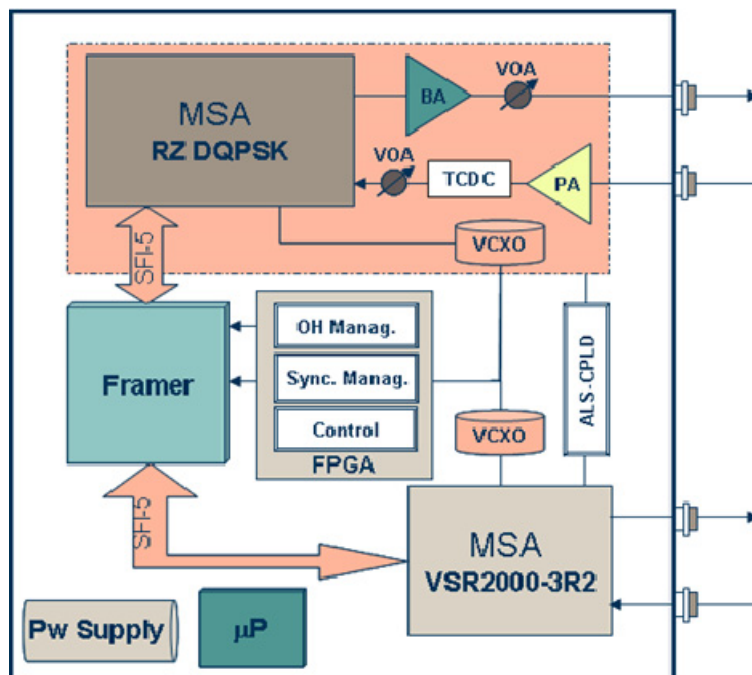 MSA
RZ DQPSK
BA
VOA
VOA
TCDC
PA
VCXO
SFI-5
Framer
OH Manag.
Sync. Manag.
Control
FPGA
VCXO
ALS-CPLD
SFI-5
MSA
VSR2000-3R2
Pw Supply
µP